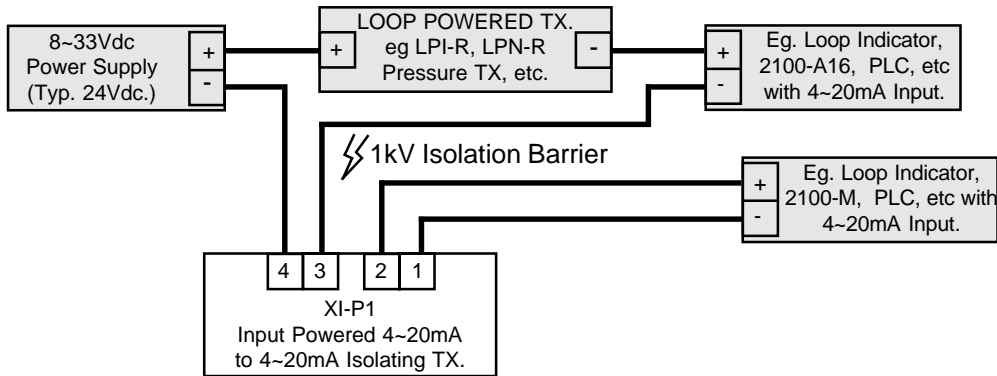 8~33Vdc
Power Supply
(Typ. 24Vdc.)
+
-
LOOP POWERED TX.
eg LPI-R, LPN-R
Pressure TX, etc.
+
-
+
-
Eg. Loop Indicator,
2100-A16, PLC, etc
with 4~20mA Input.
1kV Isolation Barrier
+
-
Eg. Loop Indicator,
2100-M, PLC, etc with
4~20mA Input.
4 3 2 1
XI-P1
Input Powered 4~20mA
to 4~20mA Isolating TX.